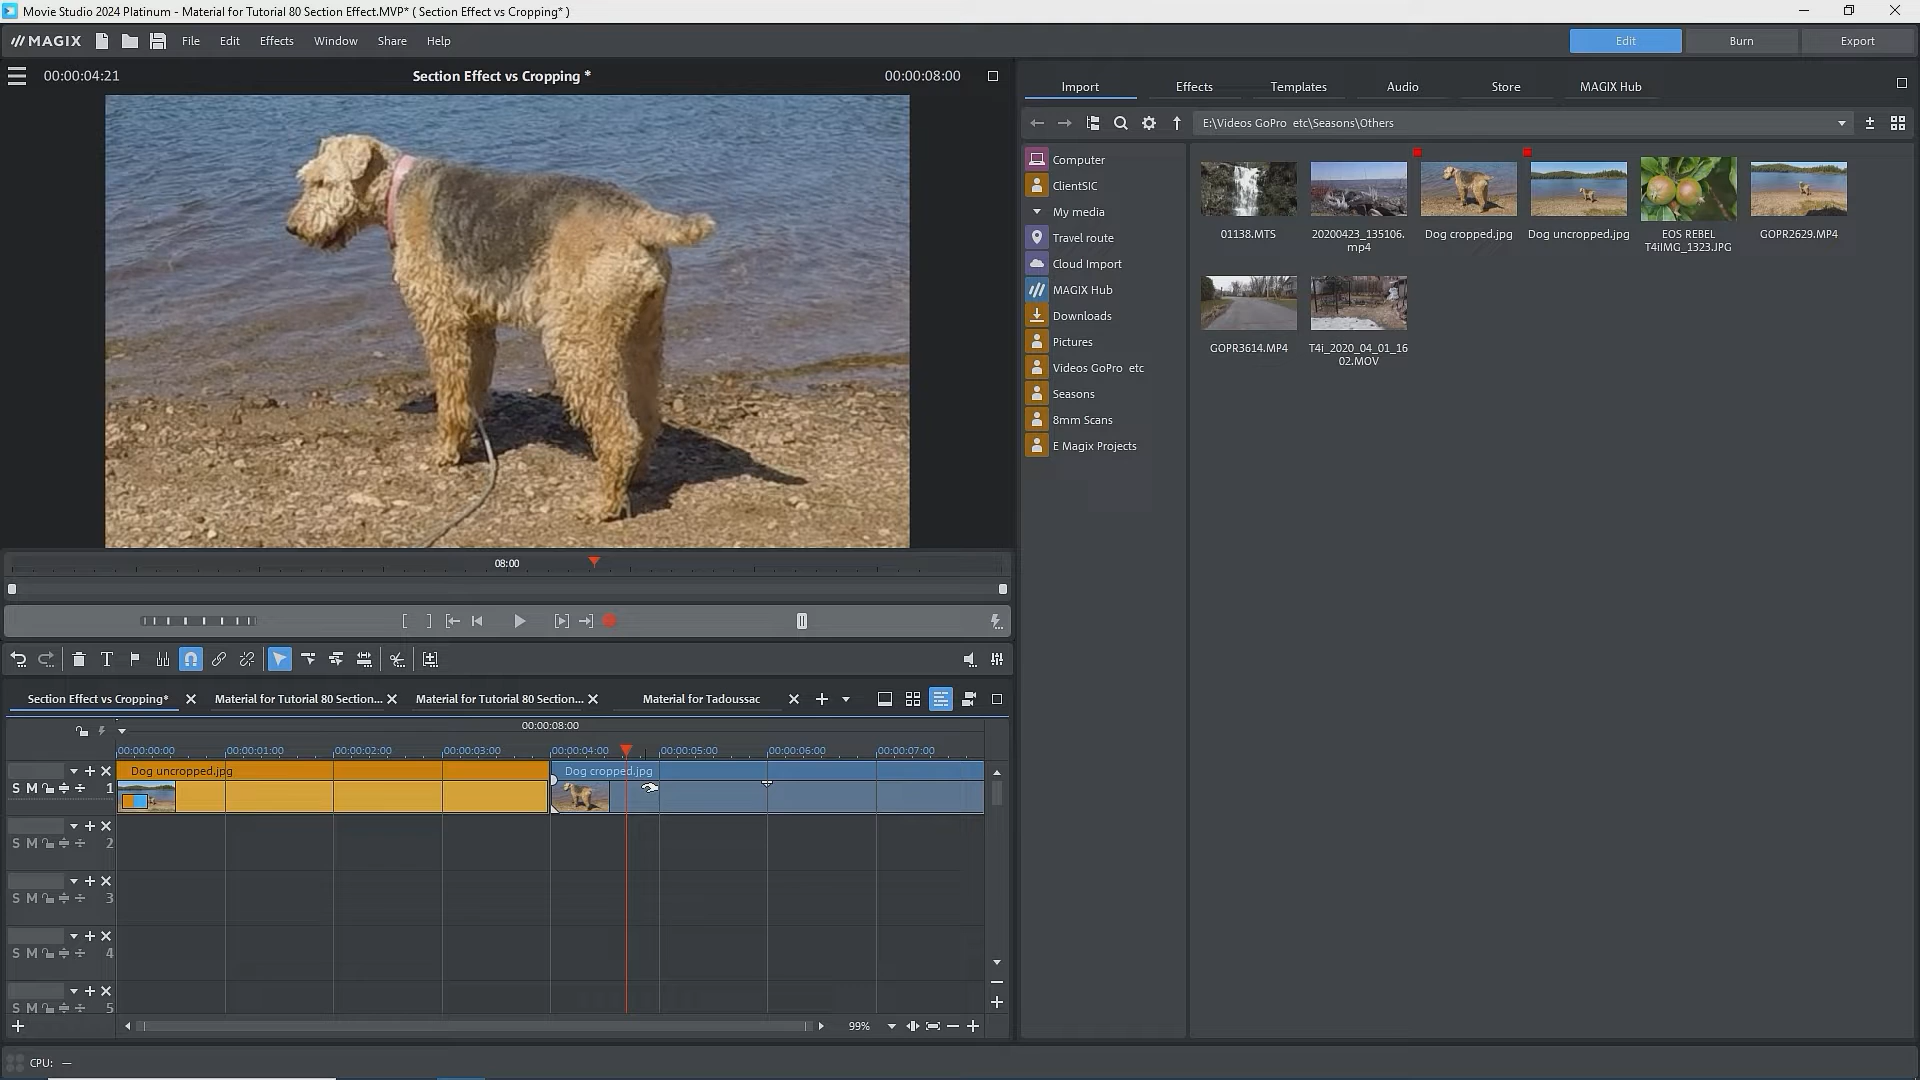 Movie Studio 2024 Platinum - Material for Tutorial 80 Section Effect.MVP* ( Section Effect vs Cropping* )
MAGIX File Edit Effects Window Share Help Edit Burn Export
00:00:04:21 Section Effect vs Cropping * 00:00:08:00
Import Effects Templates Audio Store MAGIX Hub
E:\Videos GoPro etc\Seasons\Others
Computer
ClientSIC
My media
Travel route
Cloud Import
MAGIX Hub
Downloads
Pictures
Videos GoPro etc
Seasons
8mm Scans
E Magix Projects
01138.MTS
20200423_135106.
mp4
Dog cropped.jpg
Dog uncropped.jpg
EOS REBEL
T4iIMG_1323.JPG
GOPR2629.MP4
GOPR3614.MP4
T4i_2020_04_01_16
02.MOV
08:00
Section Effect vs Cropping* Material for Tutorial 80 Section... Material for Tutorial 80 Section... Material for Tadoussac
00:00:08:00
00:00:00:00 00:00:01:00 00:00:02:00 00:00:03:00 00:00:04:00 00:00:05:00 00:00:06:00 00:00:07:00
Dog uncropped.jpg Dog cropped.jpg
S M 1
S M 2
S M 3
S M 4
S M 5
99%
CPU: —